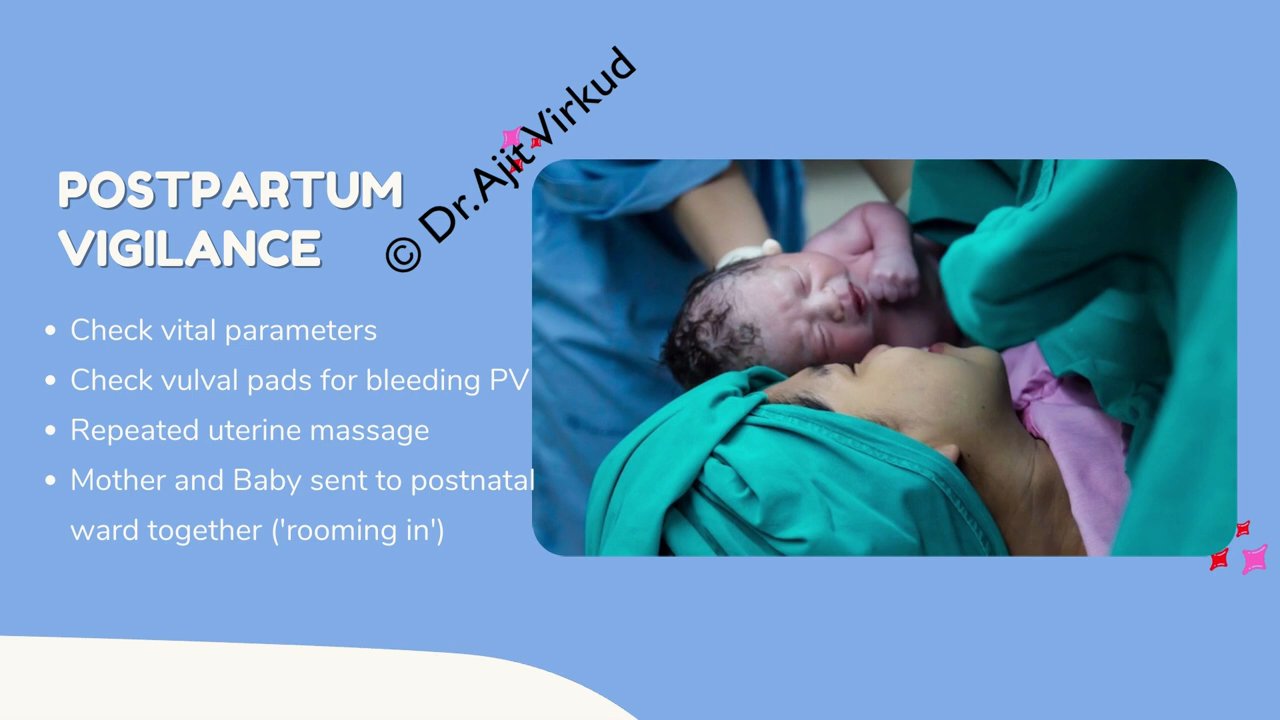 © Dr.Ajit Virkud
POSTPARTUM
VIGILANCE
• Check vital parameters
• Check vulval pads for bleeding PV
• Repeated uterine massage
• Mother and Baby sent to postnatal
ward together ('rooming in')